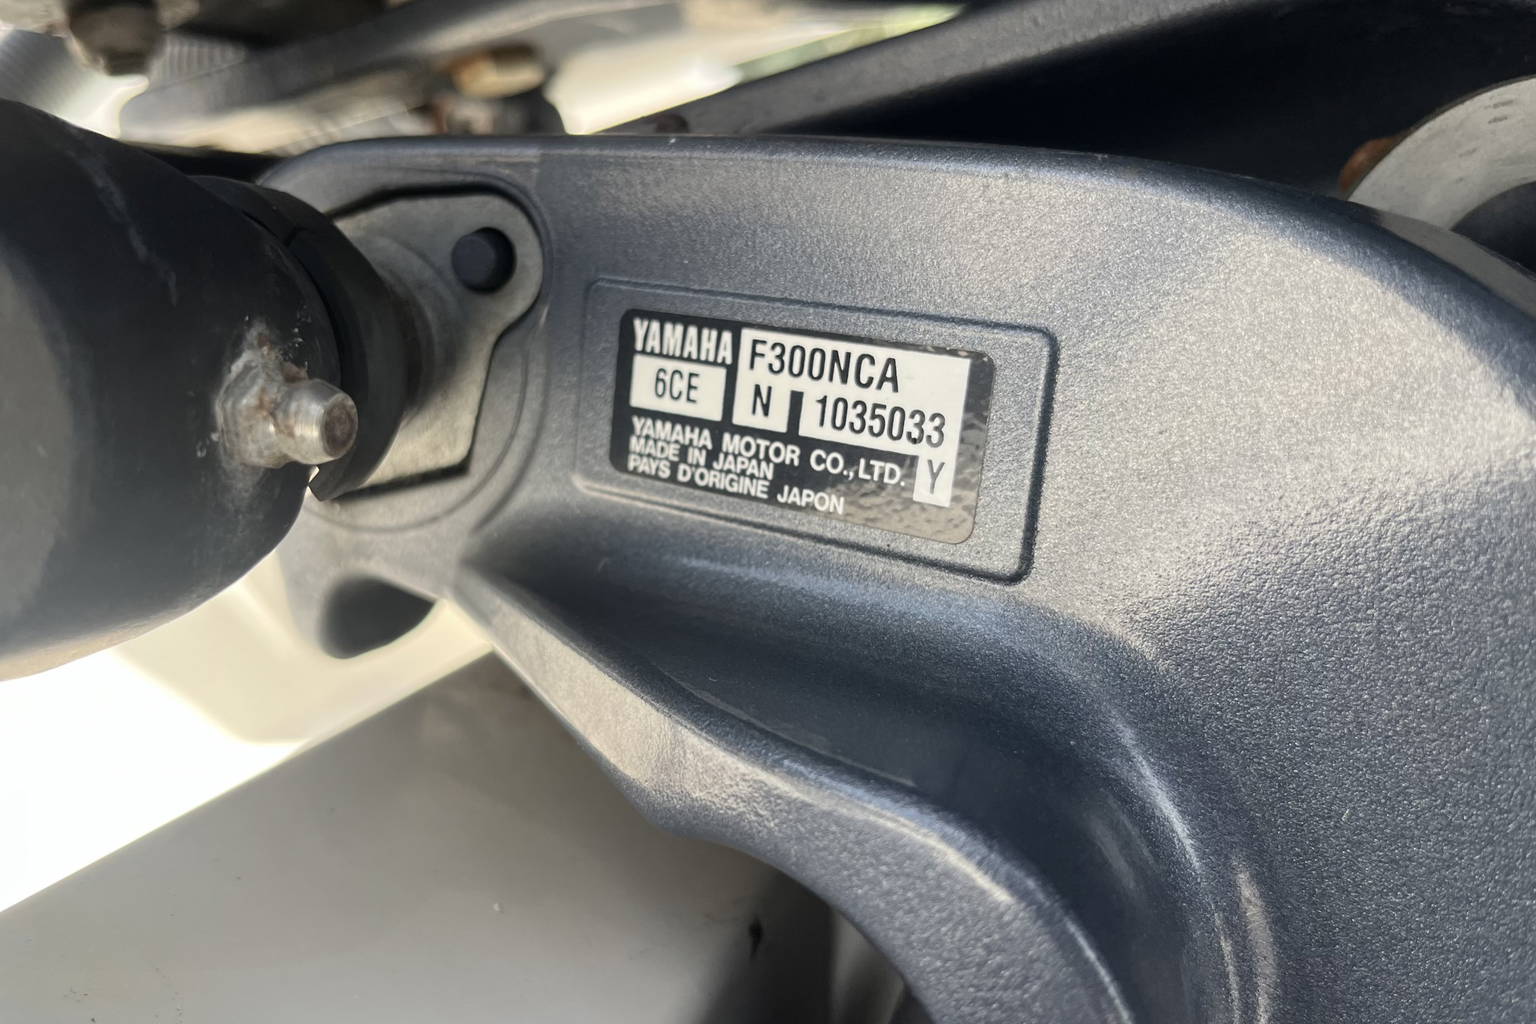 YAMAHA F300NCA
6CE N 1035033
YAMAHA MOTOR CO.,LTD. Y
MADE IN JAPAN
PAYS D'ORIGINE JAPON